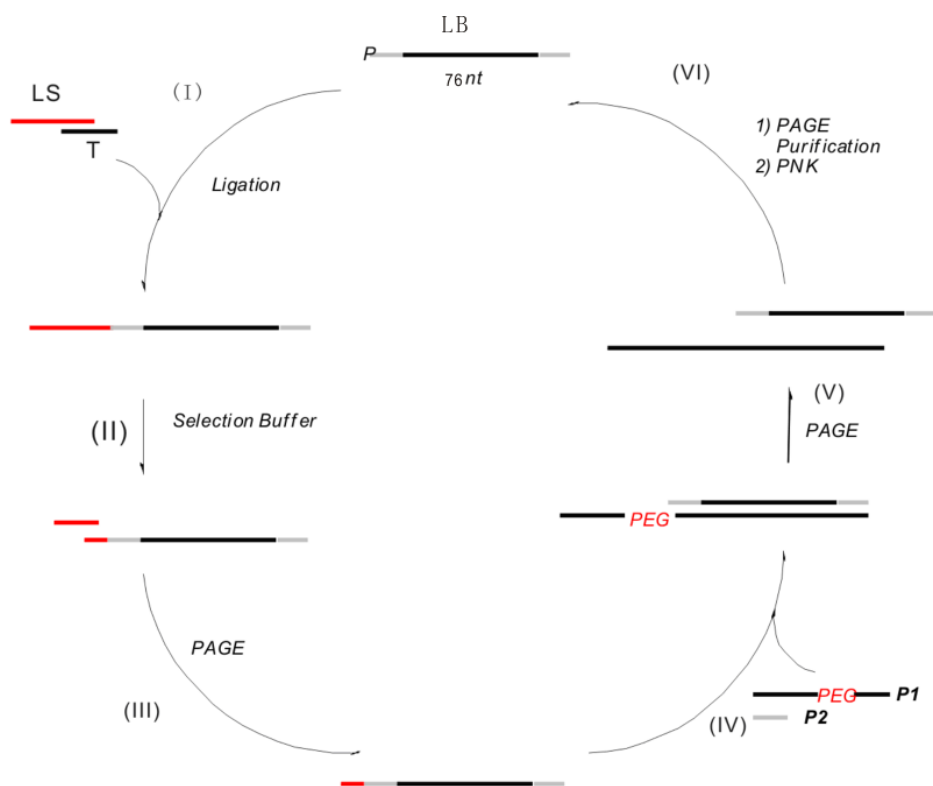 LB
P
76nt
(I)
LS
T
Ligation
(VI)
1) PAGE
Purification
2) PNK
(II)
Selection Buffer
(V)
PAGE
PEG
PAGE
(III)
(IV)
PEG P1
P2